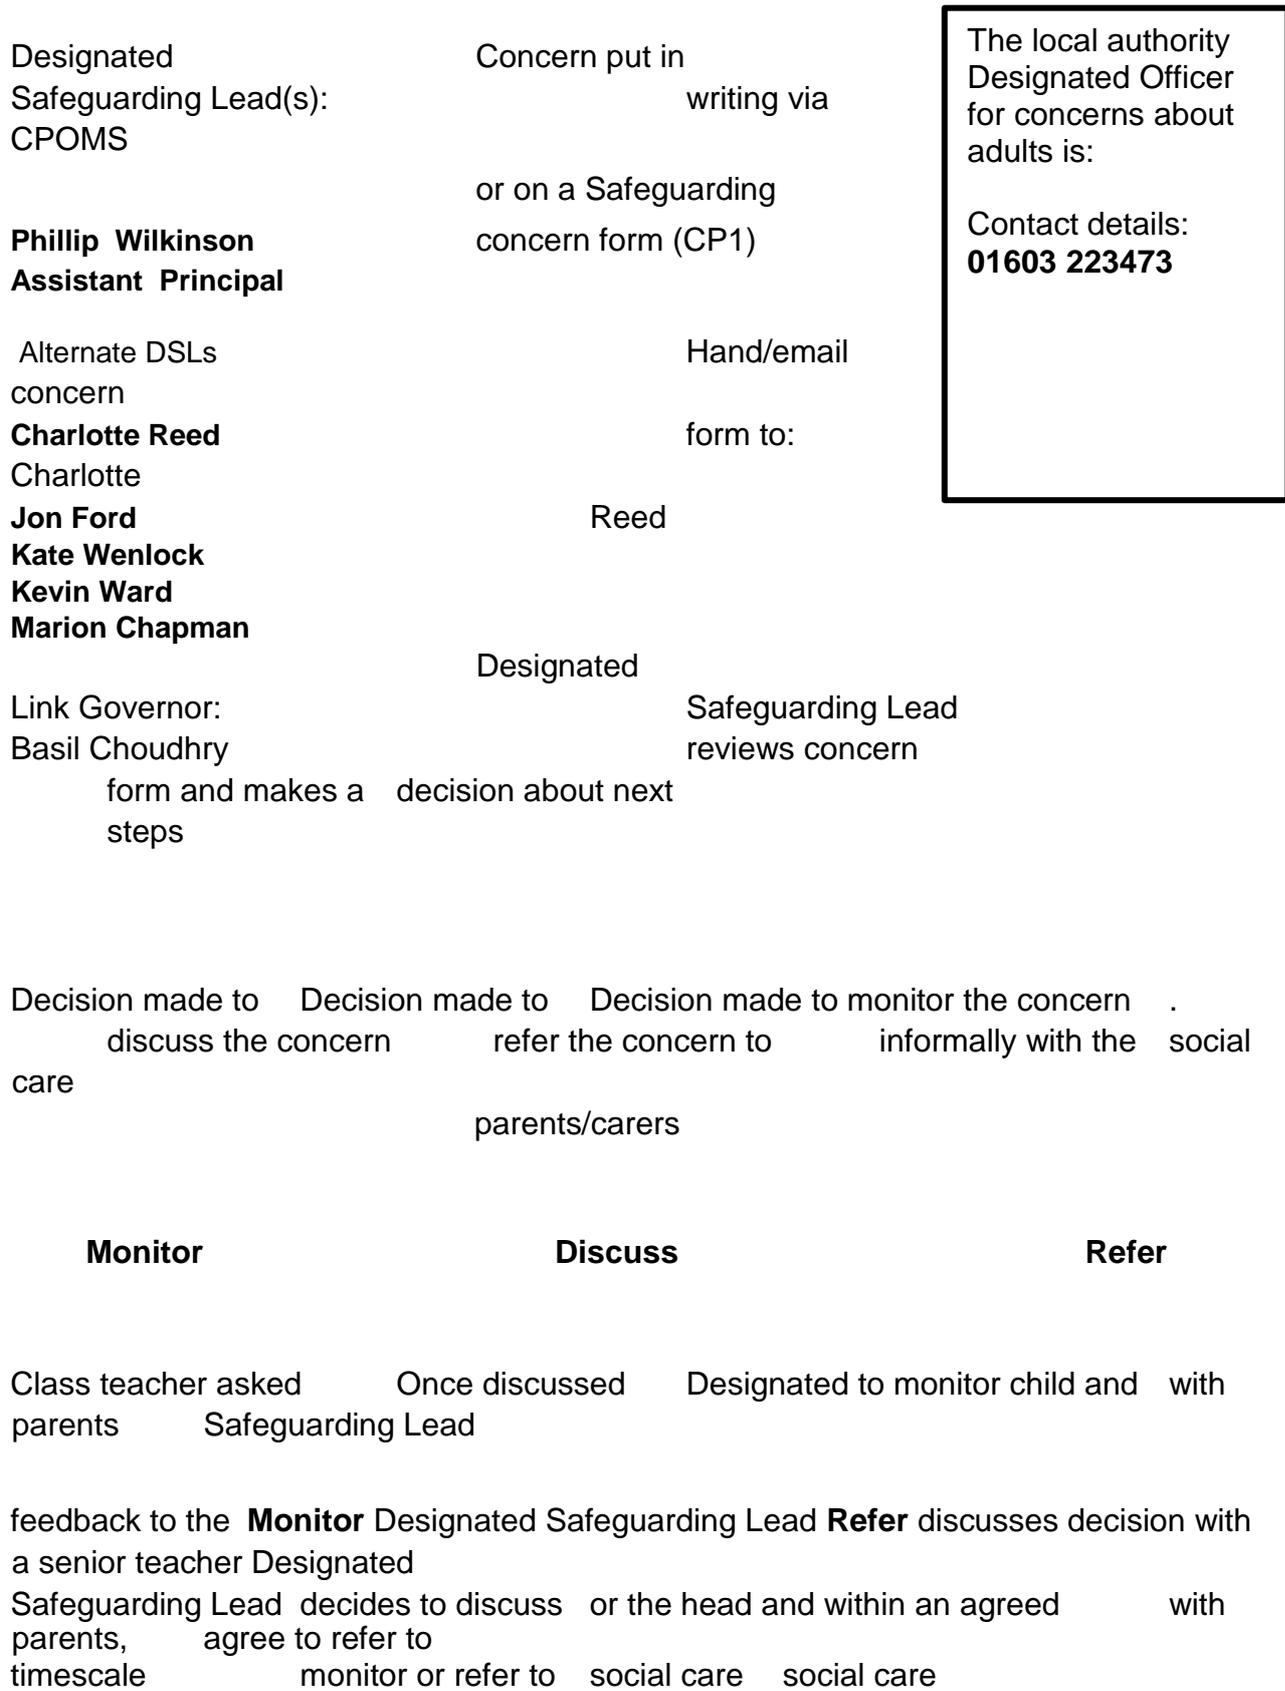 Designated Concern put in
Safeguarding Lead(s): writing via
CPOMS
or on a Safeguarding
Phillip Wilkinson concern form (CP1)
Assistant Principal
Alternate DSLs Hand/email
concern
Charlotte Reed form to:
Charlotte
Jon Ford Reed
Kate Wenlock
Kevin Ward
Marion Chapman
Designated
Link Governor: Safeguarding Lead
Basil Choudhry reviews concern
form and makes a decision about next
steps
The local authority
Designated Officer
for concerns about
adults is:
Contact details:
01603 223473
Decision made to Decision made to Decision made to monitor the concern .
discuss the concern refer the concern to informally with the social
care
parents/carers
Monitor Discuss Refer
Class teacher asked Once discussed Designated to monitor child and with
parents Safeguarding Lead
feedback to the Monitor Designated Safeguarding Lead Refer discusses decision with
a senior teacher Designated
Safeguarding Lead decides to discuss or the head and within an agreed with
parents, agree to refer to
timescale monitor or refer to social care social care